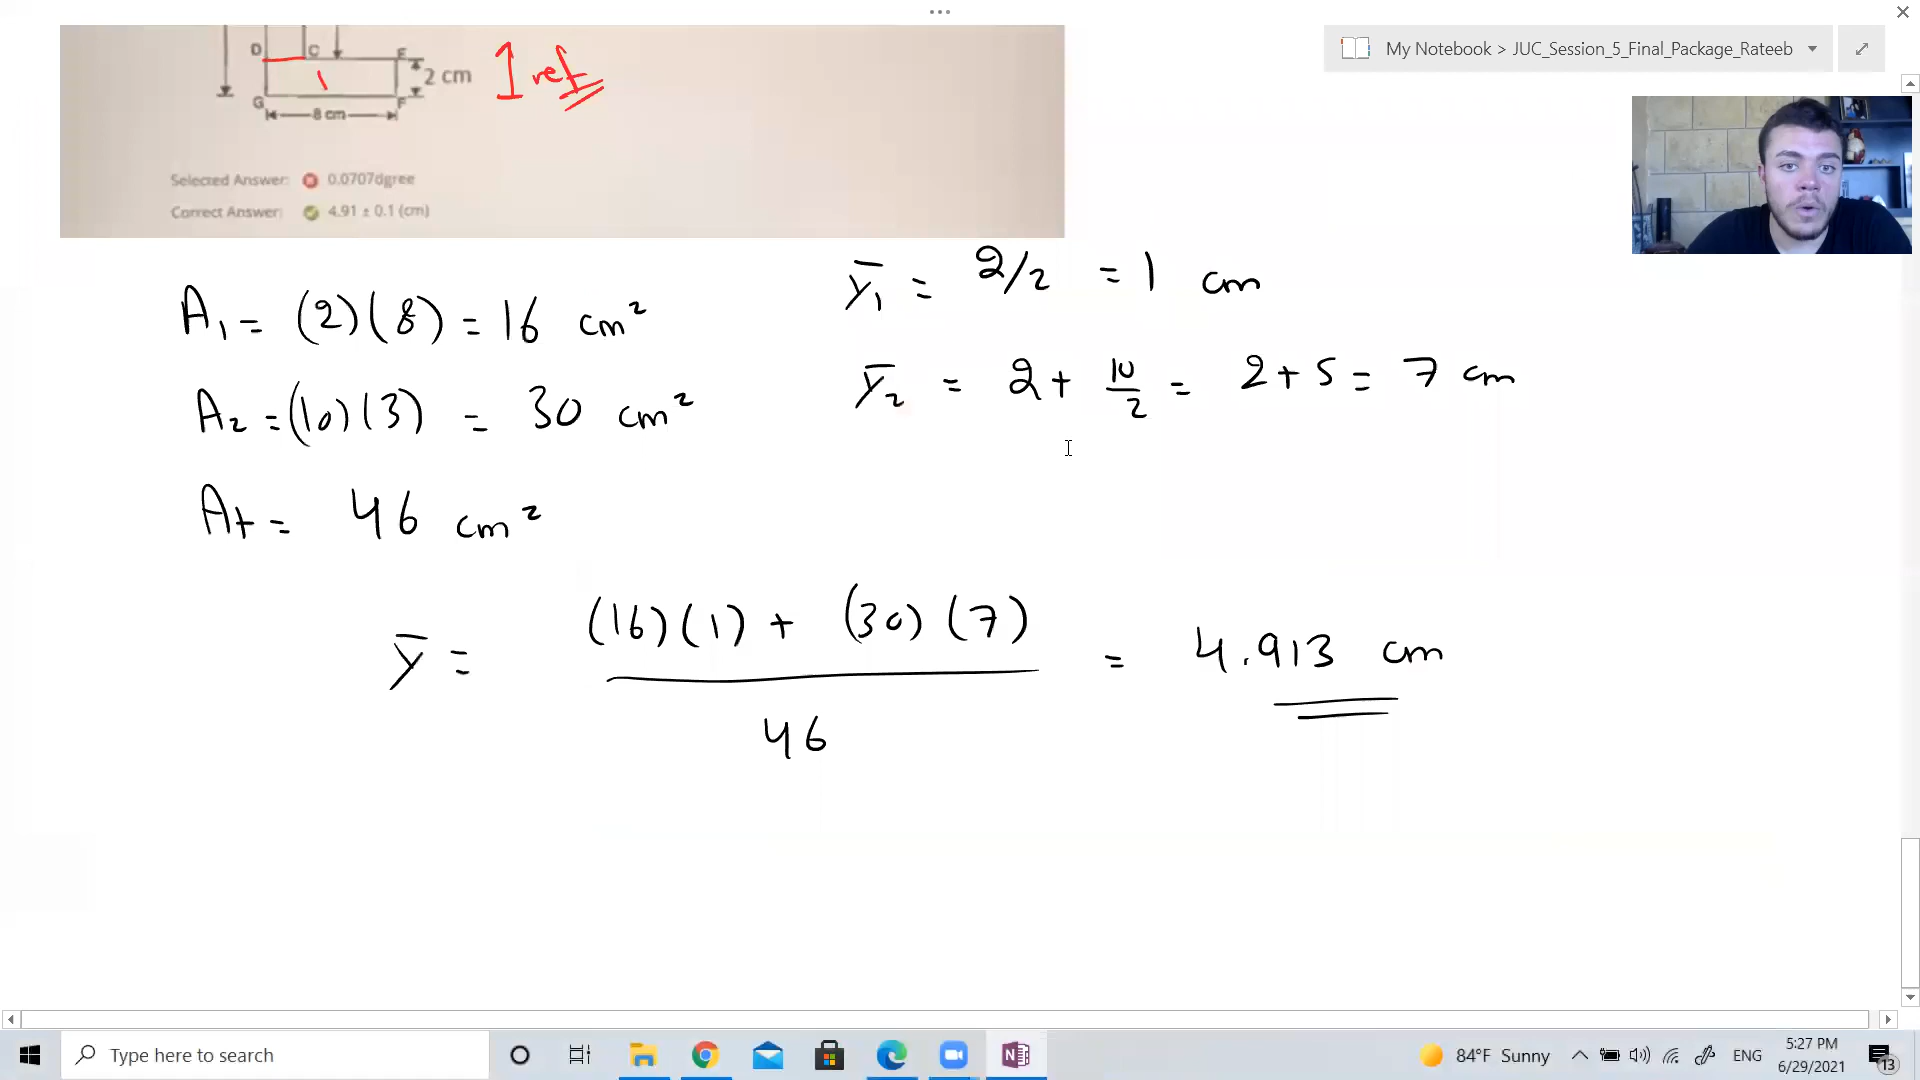 My Notebook > JUC_Session_5_Final_Package_Rateeb
D C E
1
2 cm
1 ref
G F
8 cm
Selected Answer: 0.0707dgree
Correct Answer: 4.91 ± 0.1 (cm)
A₁ = (2)(8) = 16 cm²
ȳ₁ = 2/2 = 1 cm
A₂ = (10)(3) = 30 cm²
ȳ₂ = 2 + 10/2 = 2 + 5 = 7 cm
At = 46 cm²
ȳ = (16)(1) + (30)(7) / 46 = 4.913 cm
Type here to search
84°F Sunny
ENG
5:27 PM
6/29/2021
13